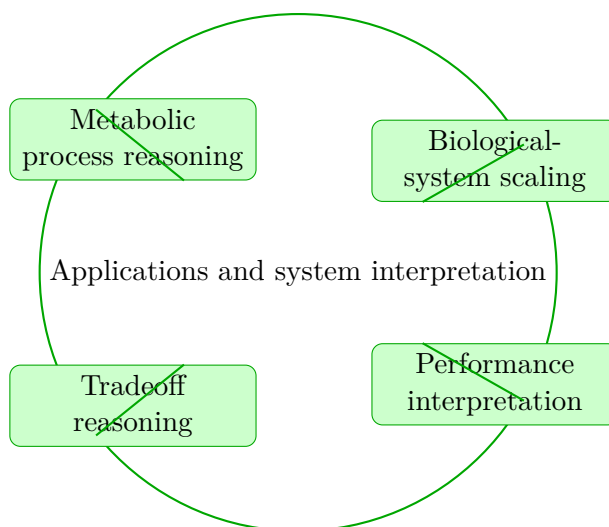 Metabolic
process reasoning
Biological-
system scaling
Applications and system interpretation
Tradeoff
reasoning
Performance
interpretation